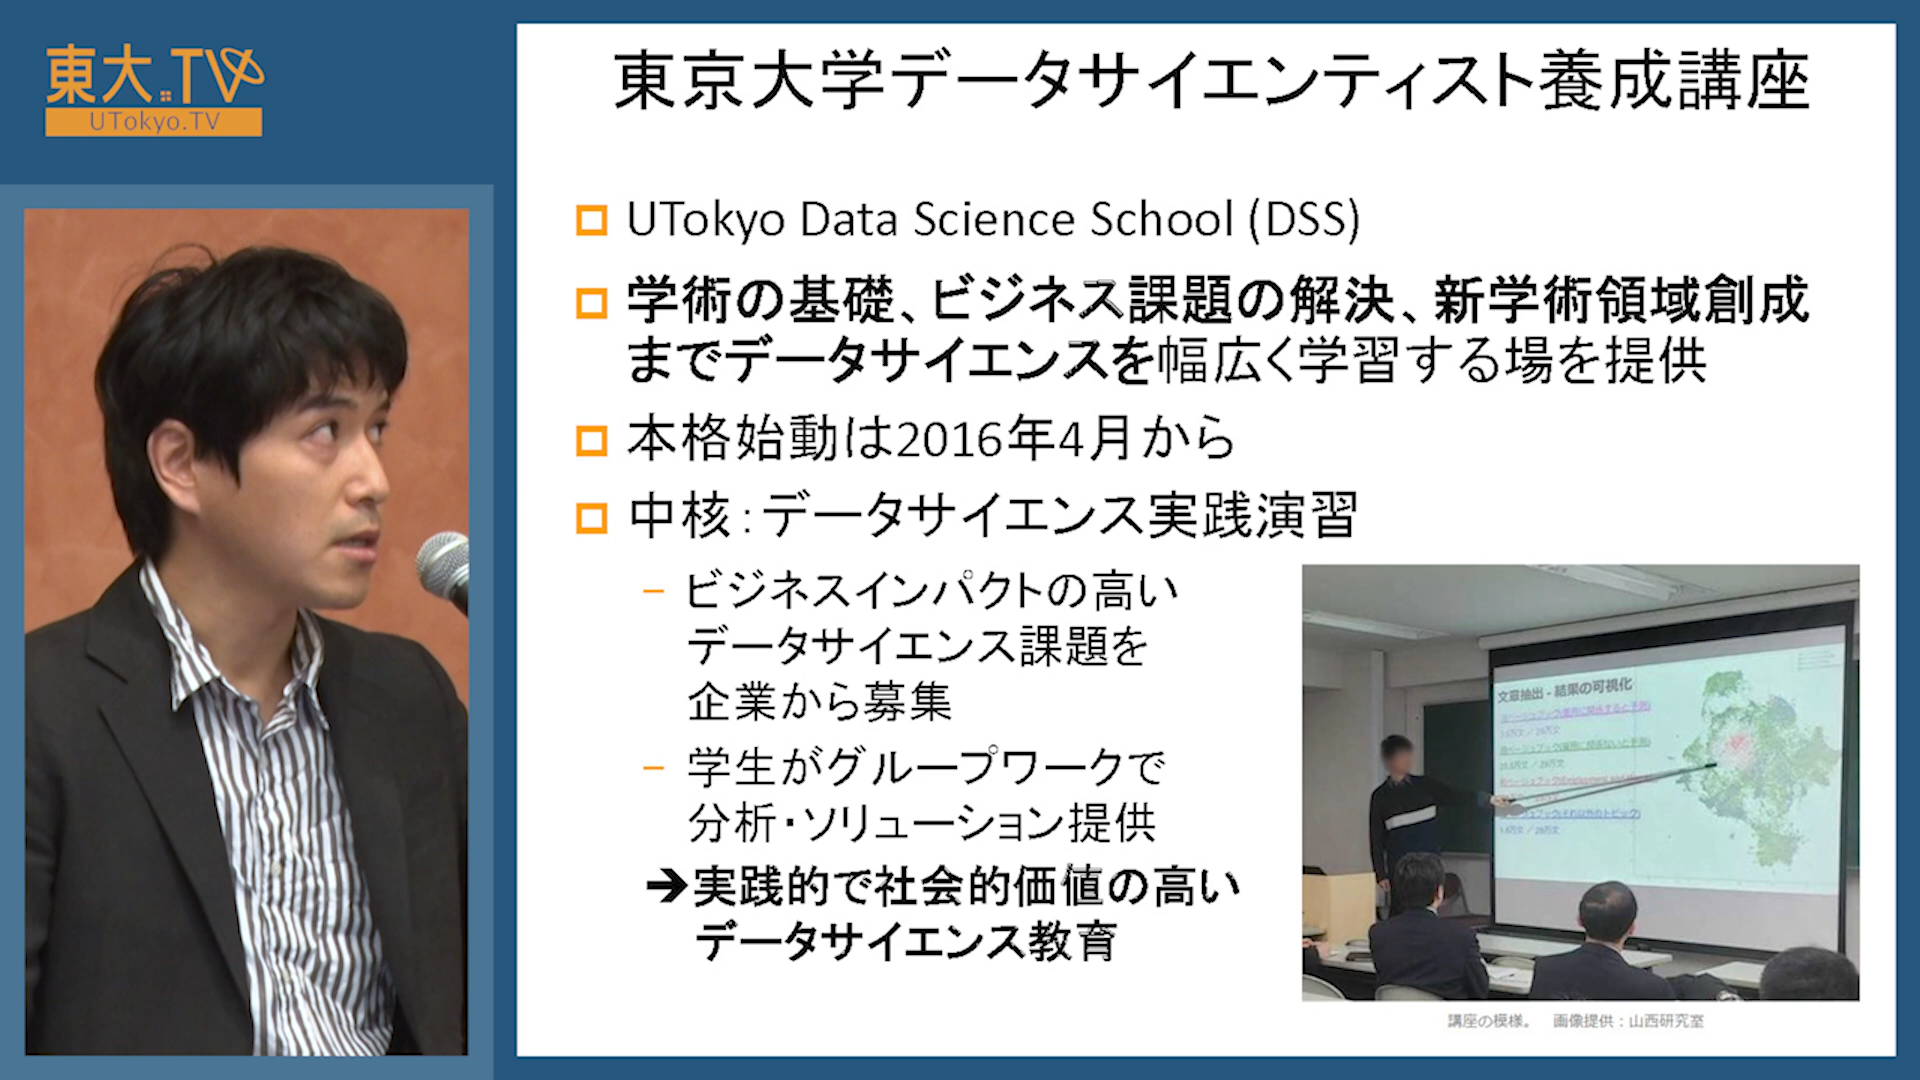 東大.TV
UTokyo.TV
東京大学データサイエンティスト養成講座
UTokyo Data Science School (DSS)
学術の基礎、ビジネス課題の解決、新学術領域創成
までデータサイエンスを幅広く学習する場を提供
本格始動は2016年4月から
中核：データサイエンス実践演習
– ビジネスインパクトの高い
データサイエンス課題を
企業から募集
– 学生がグループワークで
分析・ソリューション提供
➔実践的で社会的価値の高い
データサイエンス教育
文章抽出 - 結果の可視化
講座の模様。 画像提供：山西研究室